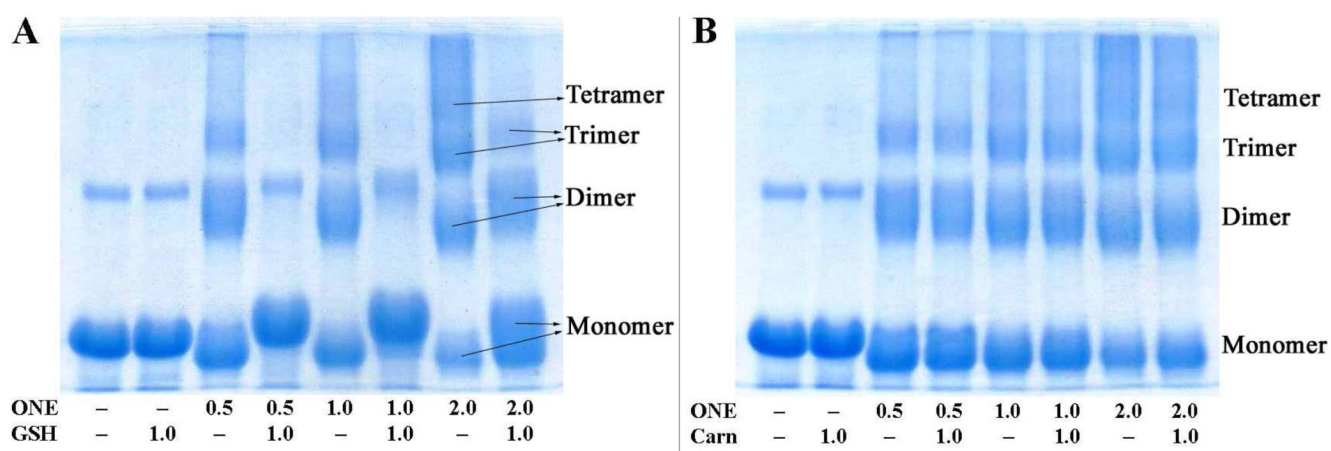 A
Tetramer
Trimer
Dimer
Monomer
ONE – – 0.5 0.5 1.0 1.0 2.0 2.0
GSH – 1.0 – 1.0 – 1.0 – 1.0
B
Tetramer
Trimer
Dimer
Monomer
ONE – – 0.5 0.5 1.0 1.0 2.0 2.0
Carn – 1.0 – 1.0 – 1.0 – 1.0